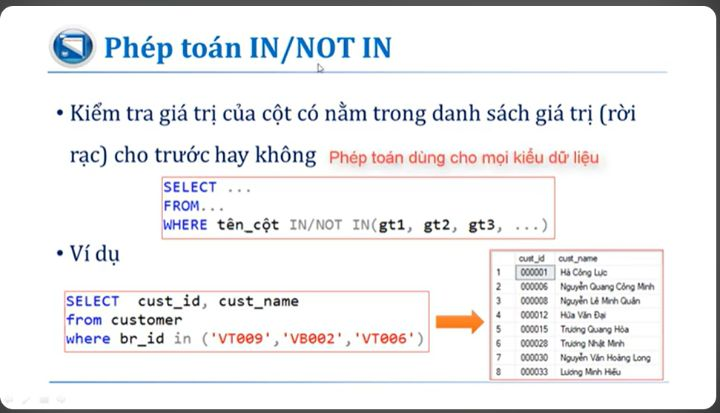 Phép toán IN/NOT IN
• Kiểm tra giá trị của cột có nằm trong danh sách giá trị (rời
rạc) cho trước hay không Phép toán dùng cho mọi kiểu dữ liệu
SELECT ...
FROM...
WHERE tên_cột IN/NOT IN(gt1, gt2, gt3, ...)
• Ví dụ
SELECT cust_id, cust_name
from customer
where br_id in ('VT009','VB002','VT006')
cust_id cust_name
1 000001 Hà Công Lực
2 000006 Nguyễn Quang Công Minh
3 000008 Nguyễn Lê Minh Quân
4 000012 Hứa Văn Đại
5 000015 Trương Quang Hòa
6 000028 Trương Nhật Minh
7 000030 Nguyễn Văn Hoàng Long
8 000033 Lương Minh Hiếu